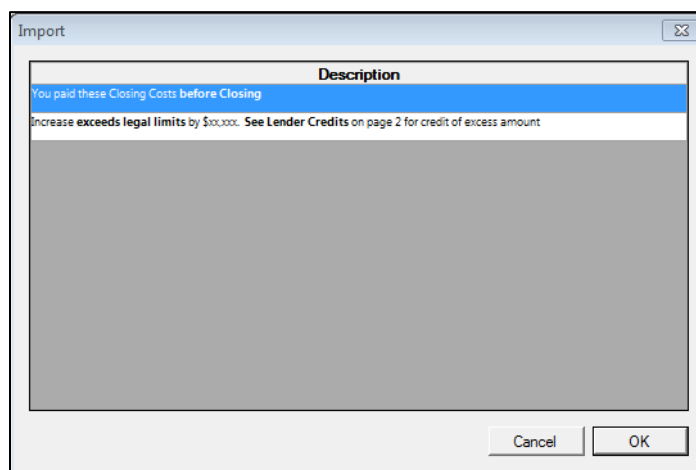 Import
Description
You paid these Closing Costs before Closing
Increase exceeds legal limits by $xx,xxx. See Lender Credits on page 2 for credit of excess amount
Cancel
OK